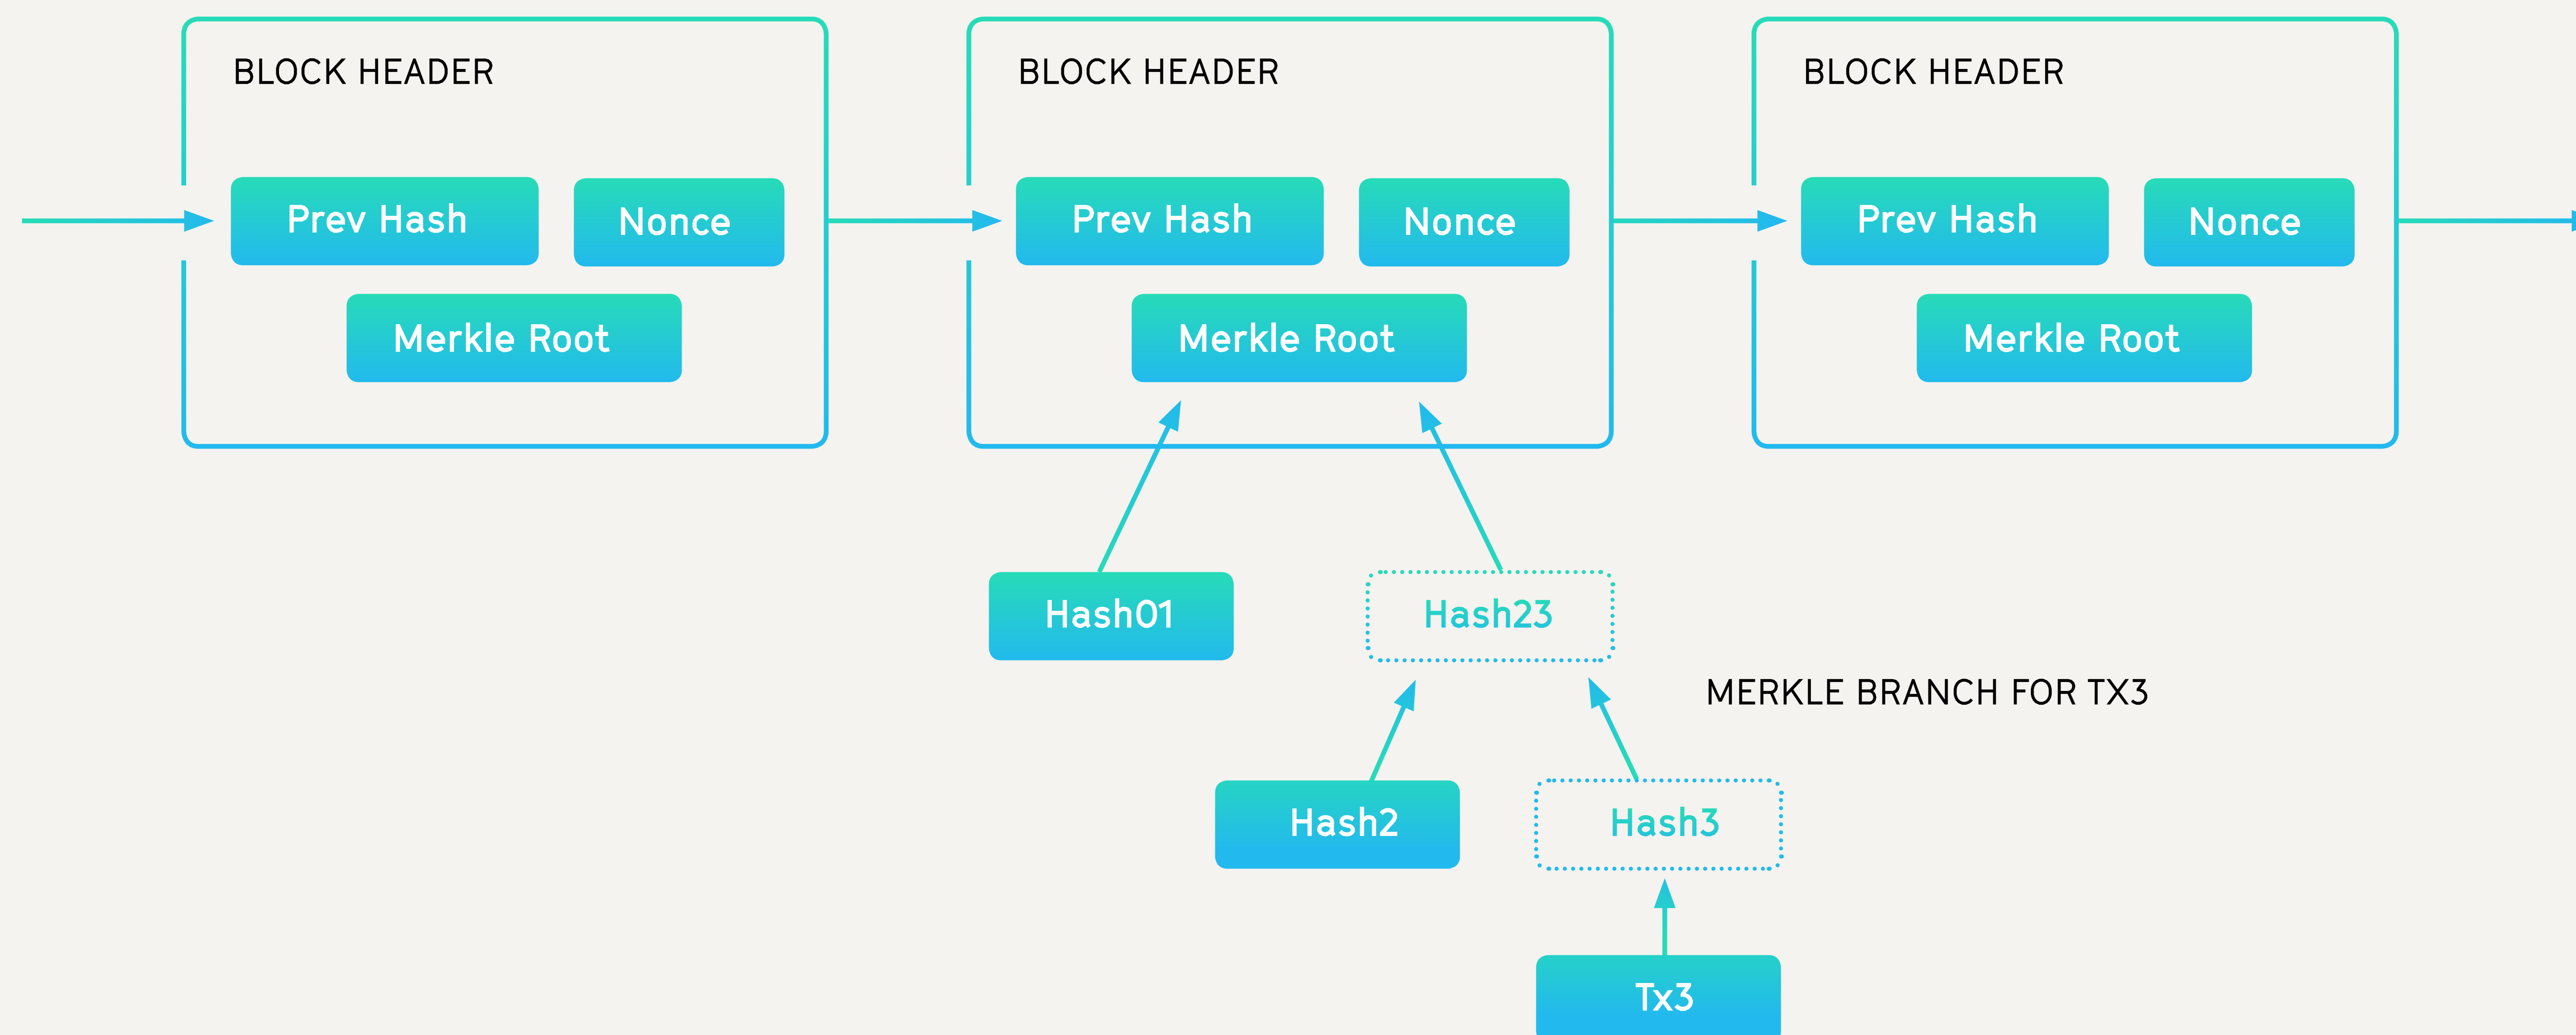 BLOCK HEADER
BLOCK HEADER
BLOCK HEADER
Prev Hash
Nonce
Prev Hash
Nonce
Prev Hash
Nonce
Merkle Root
Merkle Root
Merkle Root
Hash01
Hash23
MERKLE BRANCH FOR TX3
Hash2
Hash3
Tx3